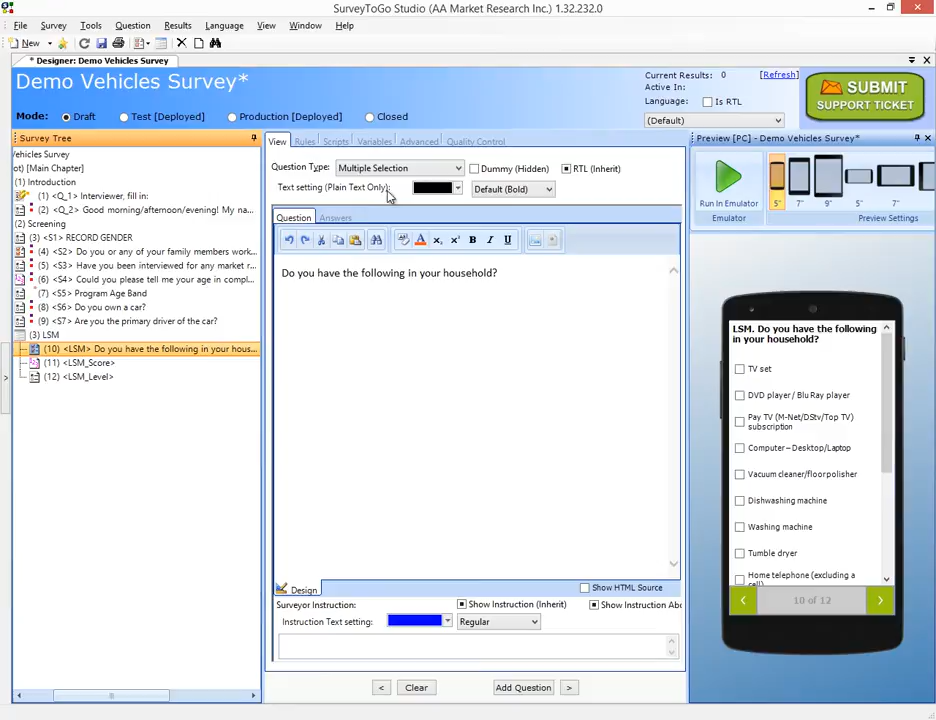 SurveyToGo Studio (AA Market Research Inc.) 1.32.232.0
File Survey Tools Question Results Language View Window Help
New
* Designer: Demo Vehicles Survey*
Demo Vehicles Survey*
Mode: Draft Test [Deployed] Production [Deployed] Closed
Current Results: 0 [Refresh]
Active In:
Language: Is RTL
(Default)
SUBMIT
SUPPORT TICKET
Survey Tree
ehicles Survey
ot) [Main Chapter]
(1) Introduction
(1) <Q_1> Interviewer, fill in:
(2) <Q_2> Good morning/afternoon/evening! My na...
(2) Screening
(3) <S1> RECORD GENDER
(4) <S2> Do you or any of your family members work...
(5) <S3> Have you been interviewed for any market r...
(6) <S4> Could you please tell me your age in compl...
(7) <S5> Program Age Band
(8) <S6> Do you own a car?
(9) <S7> Are you the primary driver of the car?
(3) LSM
(10) <LSM> Do you have the following in your hous...
(11) <LSM_Score>
(12) <LSM_Level>
View Rules Scripts Variables Advanced Quality Control
Question Type: Multiple Selection Dummy (Hidden) RTL (Inherit)
Text setting (Plain Text Only): Default (Bold)
Question Answers
Do you have the following in your household?
Design
Show HTML Source
Surveyor Instruction: Show Instruction (Inherit) Show Instruction Abo
Instruction Text setting: Regular
< Clear Add Question >
Preview [PC] - Demo Vehicles Survey*
5" 7" 9" 5" 7"
Run In Emulator
Emulator
Preview Settings
LSM. Do you have the following
in your household?
TV set
DVD player / Blu Ray player
Pay TV (M-Net/DStv/Top TV)
subscription
Computer – Desktop/Laptop
Vacuum cleaner/floor polisher
Dishwashing machine
Washing machine
Tumble dryer
Home telephone (excluding a
cell)
< 10 of 12 >